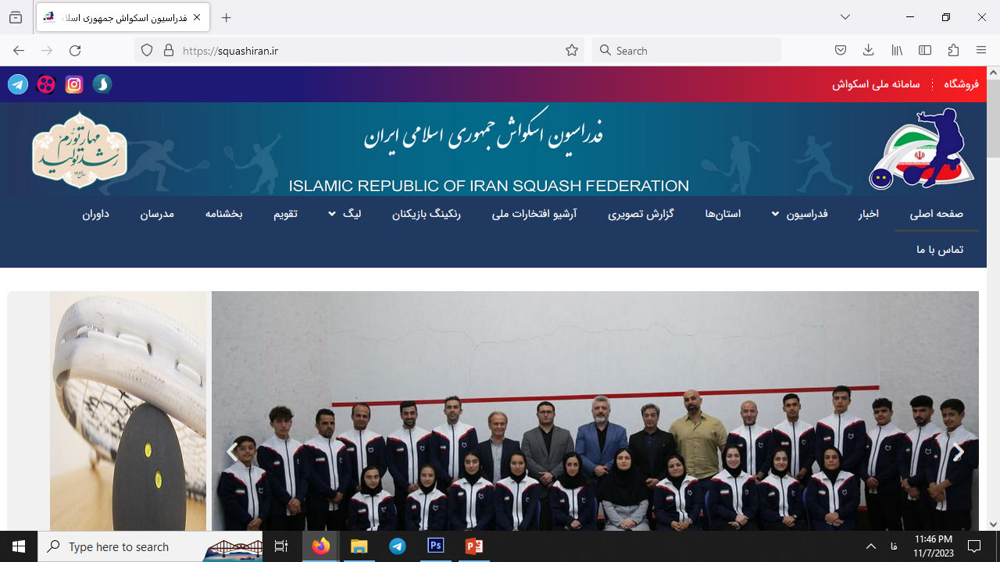 فدراسیون اسکواش جمهوری اسلا
https://squashiran.ir
Search
فروشگاه
سامانه ملی اسکواش
فدراسیون اسکواش جمهوری اسلامی ایران
ISLAMIC REPUBLIC OF IRAN SQUASH FEDERATION
مهار تورم
رشد تولید
صفحه اصلی
اخبار
فدراسیون
استان‌ها
گزارش تصویری
آرشیو افتخارات ملی
رنکینگ بازیکنان
لیگ
تقویم
بخشنامه
مدرسان
داوران
تماس با ما
Type here to search
Ps
فا
11:46 PM
11/7/2023